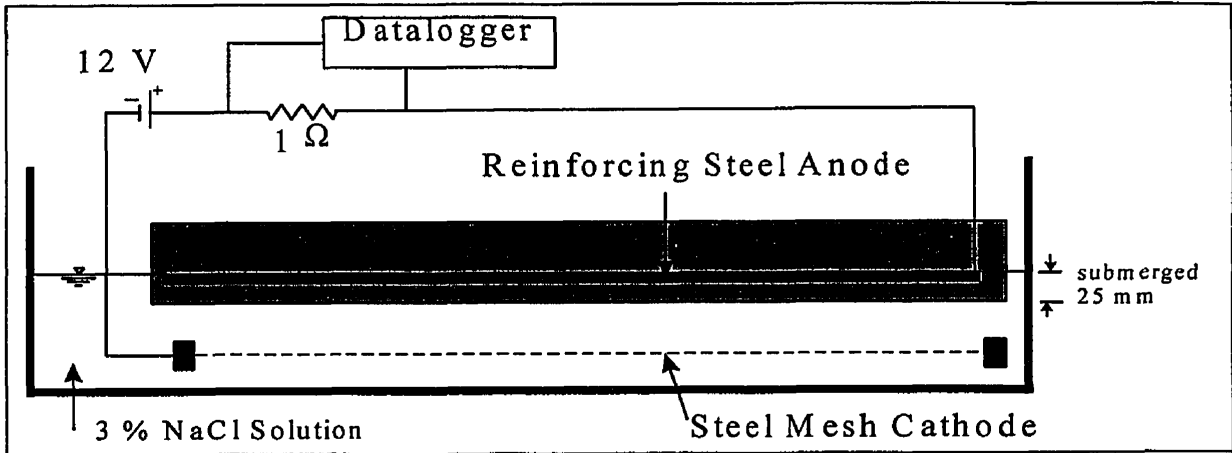 Datalogger
12 V
− +
1 Ω
Reinforcing Steel Anode
submerged
25 mm
3 % NaCl Solution
Steel Mesh Cathode